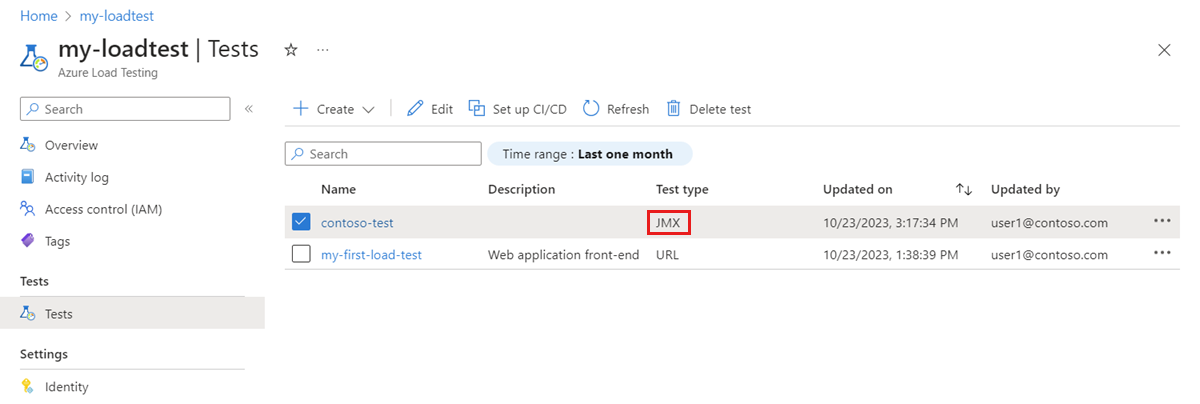 Home > my-loadtest
my-loadtest | Tests ☆ ···
Azure Load Testing
Search «
Overview
Activity log
Access control (IAM)
Tags
Tests
Tests
Settings
Identity
Create Edit Set up CI/CD Refresh Delete test
Search Time range : Last one month
Name Description Test type Updated on ↑↓ Updated by
contoso-test JMX 10/23/2023, 3:17:34 PM user1@contoso.com ···
my-first-load-test Web application front-end URL 10/23/2023, 1:38:39 PM user1@contoso.com ···